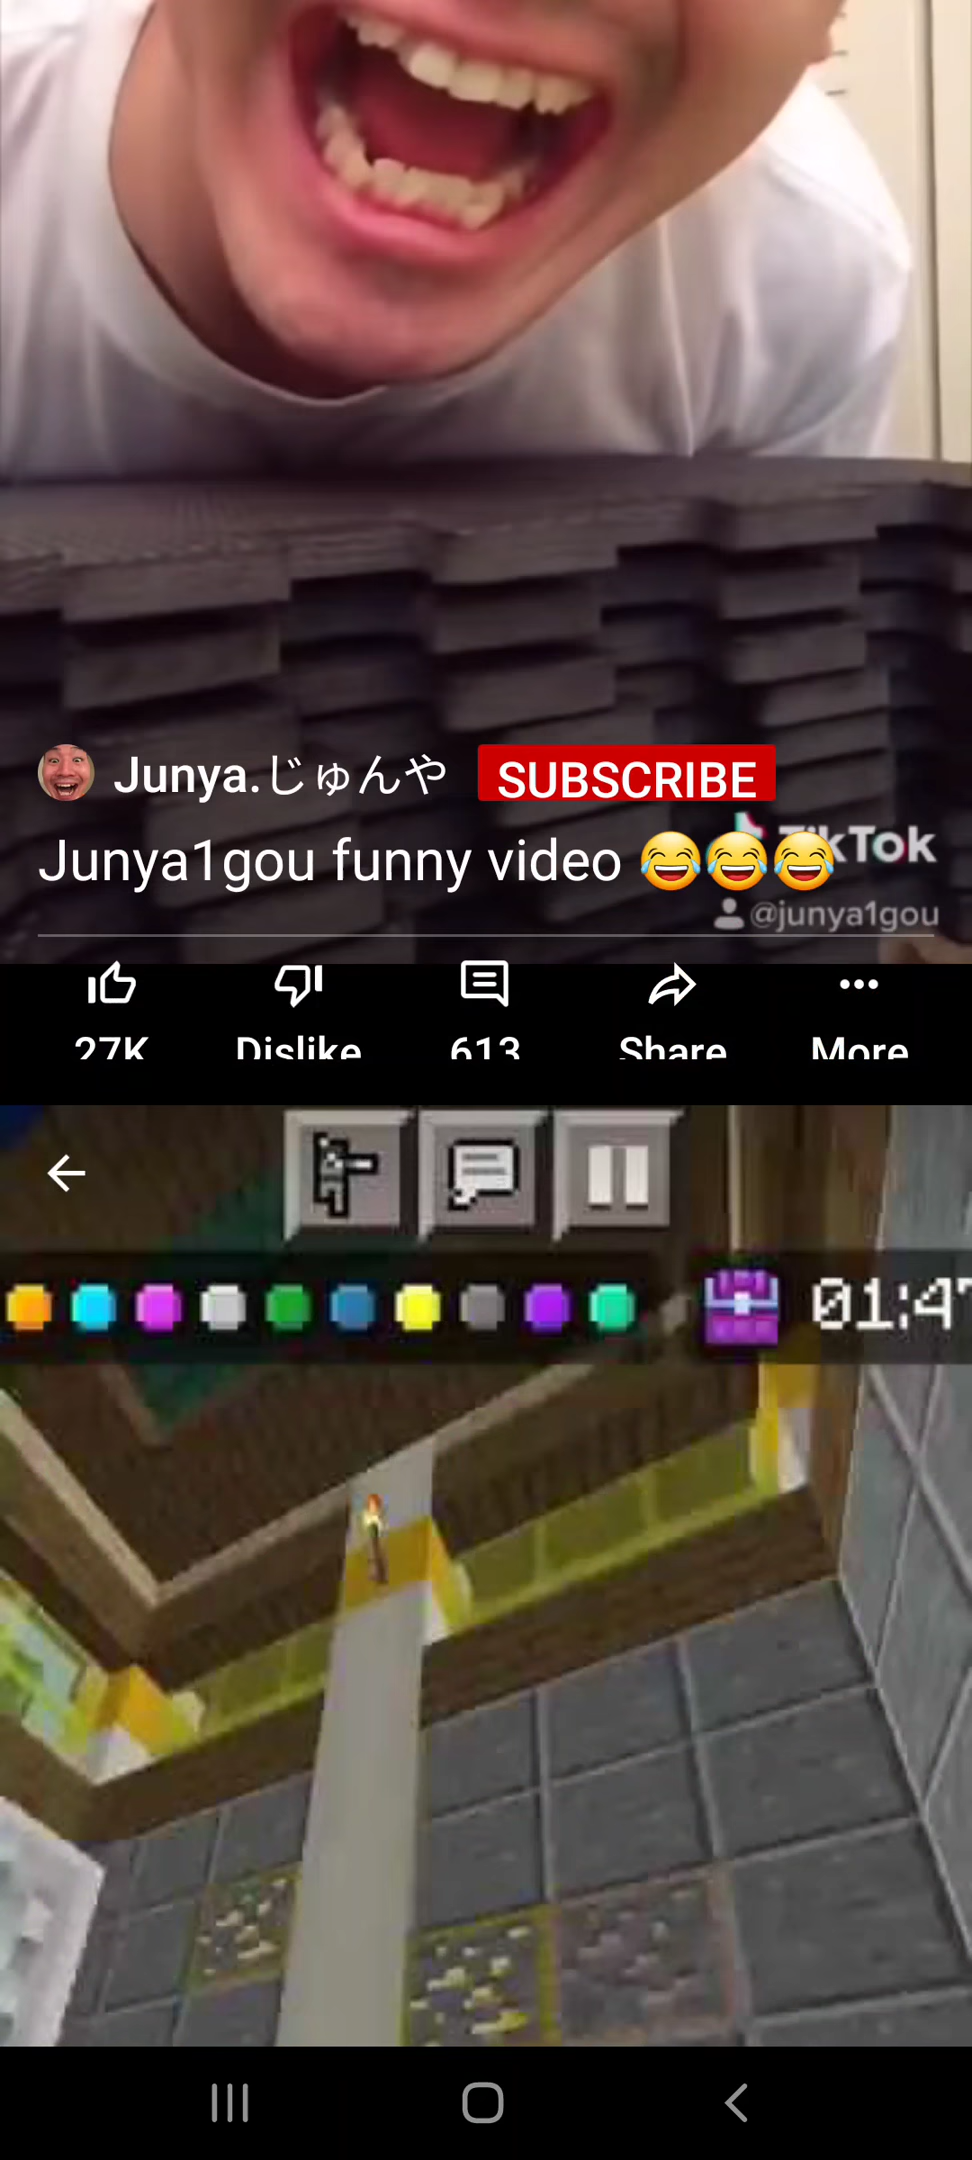 Junya.じゅんや SUBSCRIBE
Junya1gou funny video 😂😂😂
TikTok
@junya1gou
27K Dislike 613 Share More